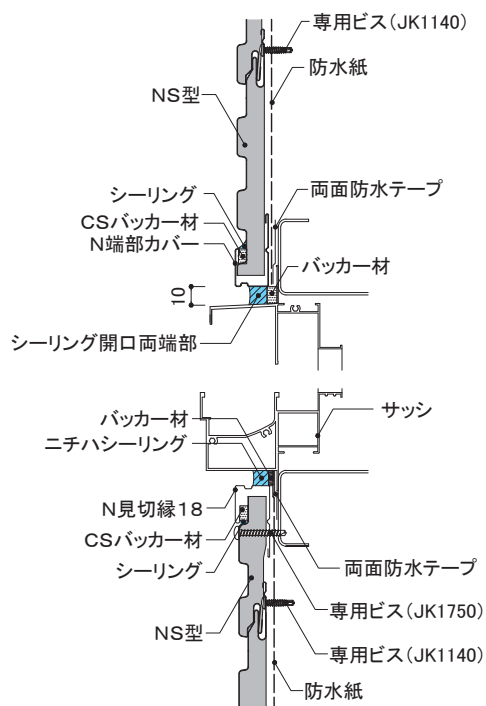 専用ビス(JK1140)
防水紙
NS型
シーリング
両面防水テープ
CSバッカー材
N端部カバー
バッカー材
10
シーリング開口両端部
バッカー材
サッシ
ニチハシーリング
N見切縁18
CSバッカー材
シーリング
両面防水テープ
専用ビス(JK1750)
NS型
専用ビス(JK1140)
防水紙